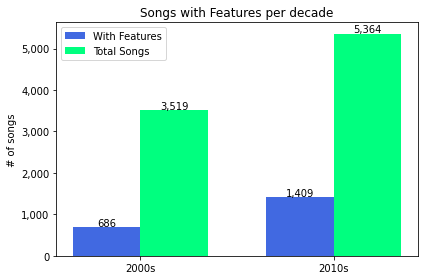 Songs with Features per decade
With Features
Total Songs
# of songs
5,000
4,000
3,000
2,000
1,000
0
686
3,519
1,409
5,364
2000s
2010s